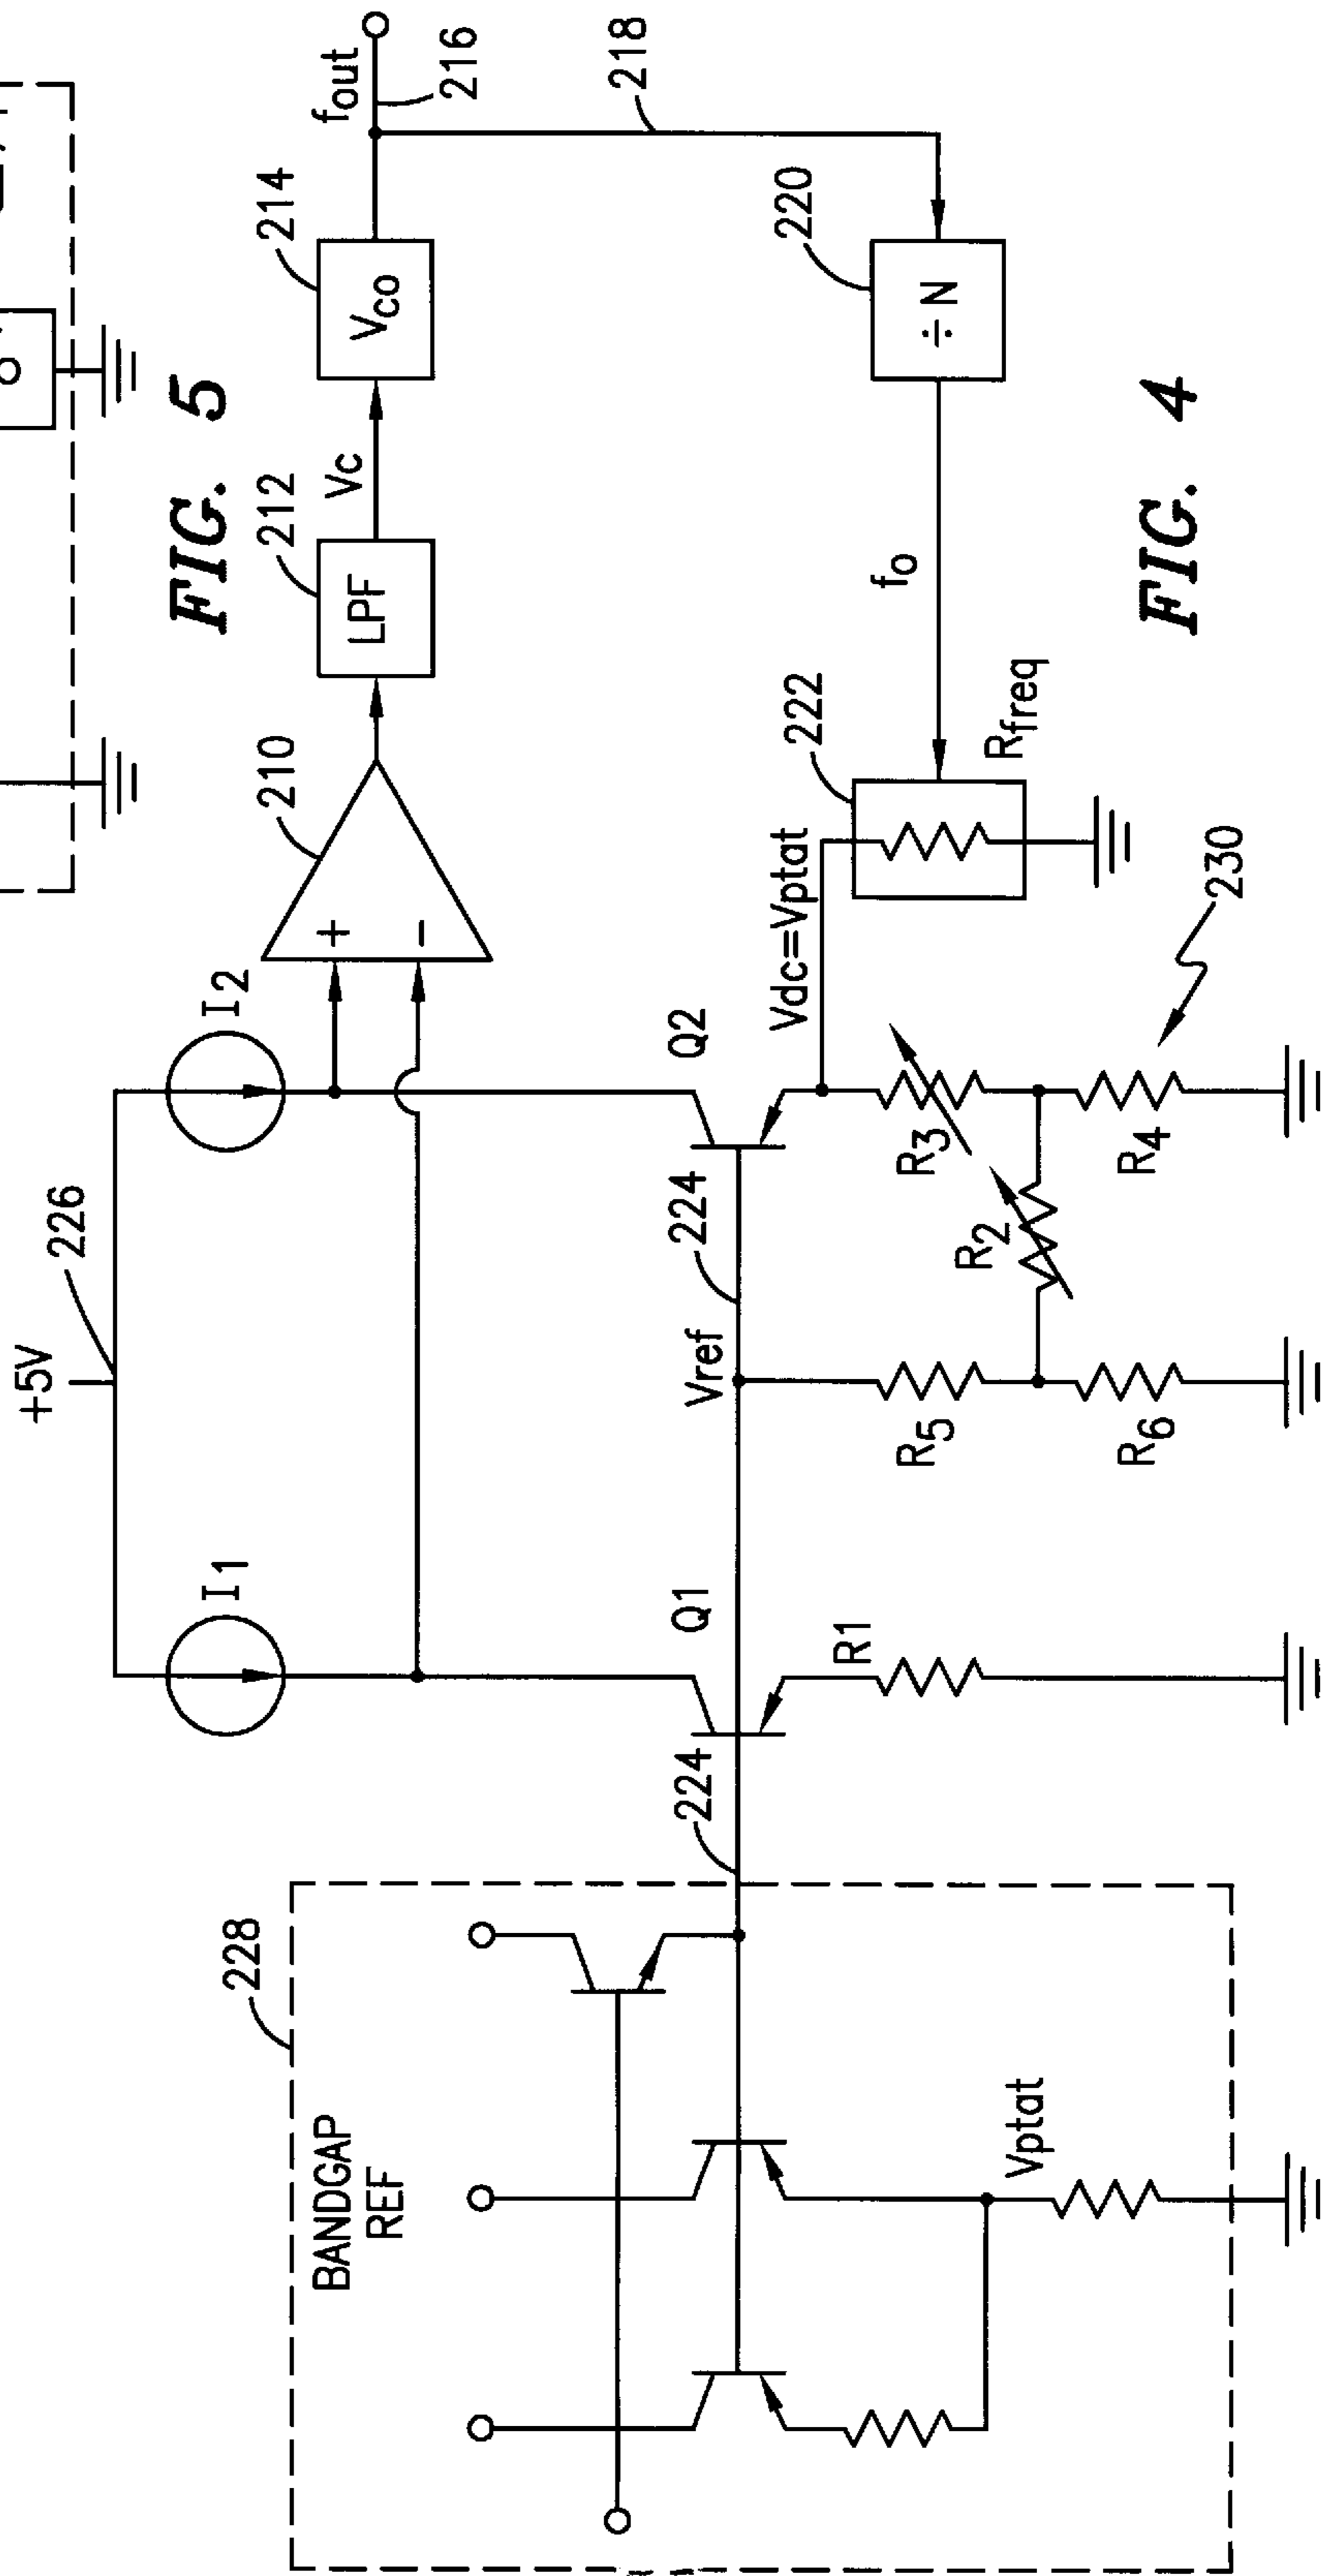 FIG. 5
+5V
226
I1
I2
210
+
-
212
LPF
Vc
214
Vco
fout
216
218
220
÷ N
fo
222
Rfreq
Vdc=Vptat
228
BANDGAP
REF
Vptat
224
Q1
R1
Vref
224
Q2
R5
R6
R2
R3
R4
230
FIG. 4